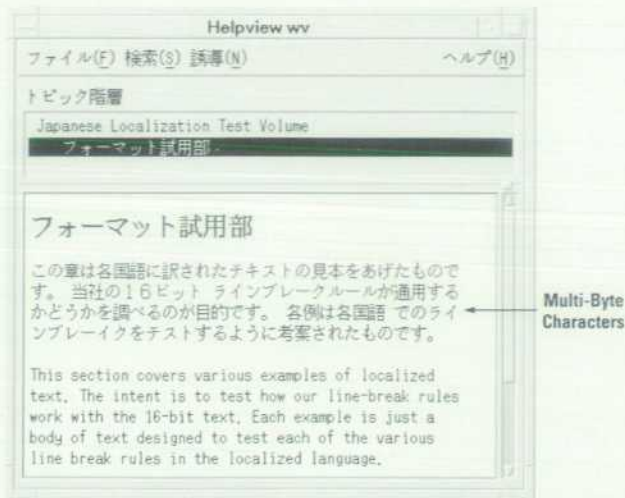 Helpview wv
ファイル(F) 検索(S) 誘導(N) ヘルプ(H)
トピック階層
Japanese Localization Test Volume
フォーマット試用部
フォーマット試用部
この章は各国語に訳されたテキストの見本をあげたもので
す。 当社の16ビット ラインブレークルールが通用する
かどうかを調べるのが目的です。 各例は各国語 でのライ
ンブレーイクをテストするように考案されたものです。
Multi-Byte
Characters
This section covers various examples of localized
text. The intent is to test how our line-break rules
work with the 16-bit text. Each example is just a
body of text designed to test each of the various
line break rules in the localized language.